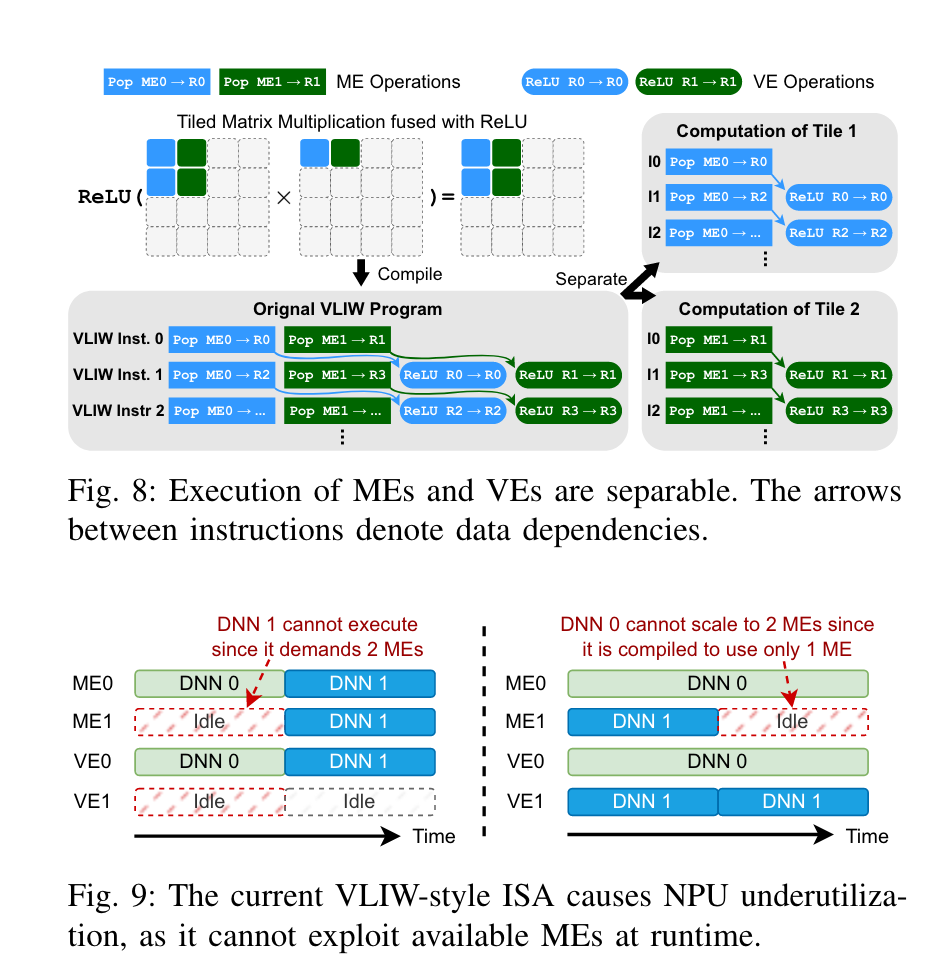 Pop ME0 → R0 Pop ME1 → R1 ME Operations ReLU R0 → R0 ReLU R1 → R1 VE Operations
Tiled Matrix Multiplication fused with ReLU
ReLU( × )=
Compile
Separate
Computation of Tile 1
I0 Pop ME0 → R0
I1 Pop ME0 → R2 ReLU R0 → R0
I2 Pop ME0 → ... ReLU R2 → R2
⋮
Orignal VLIW Program
VLIW Inst. 0 Pop ME0 → R0 Pop ME1 → R1
VLIW Inst. 1 Pop ME0 → R2 Pop ME1 → R3 ReLU R0 → R0 ReLU R1 → R1
VLIW Instr 2 Pop ME0 → ... Pop ME1 → ... ReLU R2 → R2 ReLU R3 → R3
⋮
Computation of Tile 2
I0 Pop ME1 → R1
I1 Pop ME1 → R3 ReLU R1 → R1
I2 Pop ME1 → ... ReLU R3 → R3
⋮
Fig. 8: Execution of MEs and VEs are separable. The arrows
between instructions denote data dependencies.
DNN 1 cannot execute
since it demands 2 MEs
ME0 DNN 0 DNN 1
ME1 Idle DNN 1
VE0 DNN 0 DNN 1
VE1 Idle Idle
Time
DNN 0 cannot scale to 2 MEs since
it is compiled to use only 1 ME
ME0 DNN 0
ME1 DNN 1 Idle
VE0 DNN 0
VE1 DNN 1 DNN 1
Time
Fig. 9: The current VLIW-style ISA causes NPU underutiliza-
tion, as it cannot exploit available MEs at runtime.